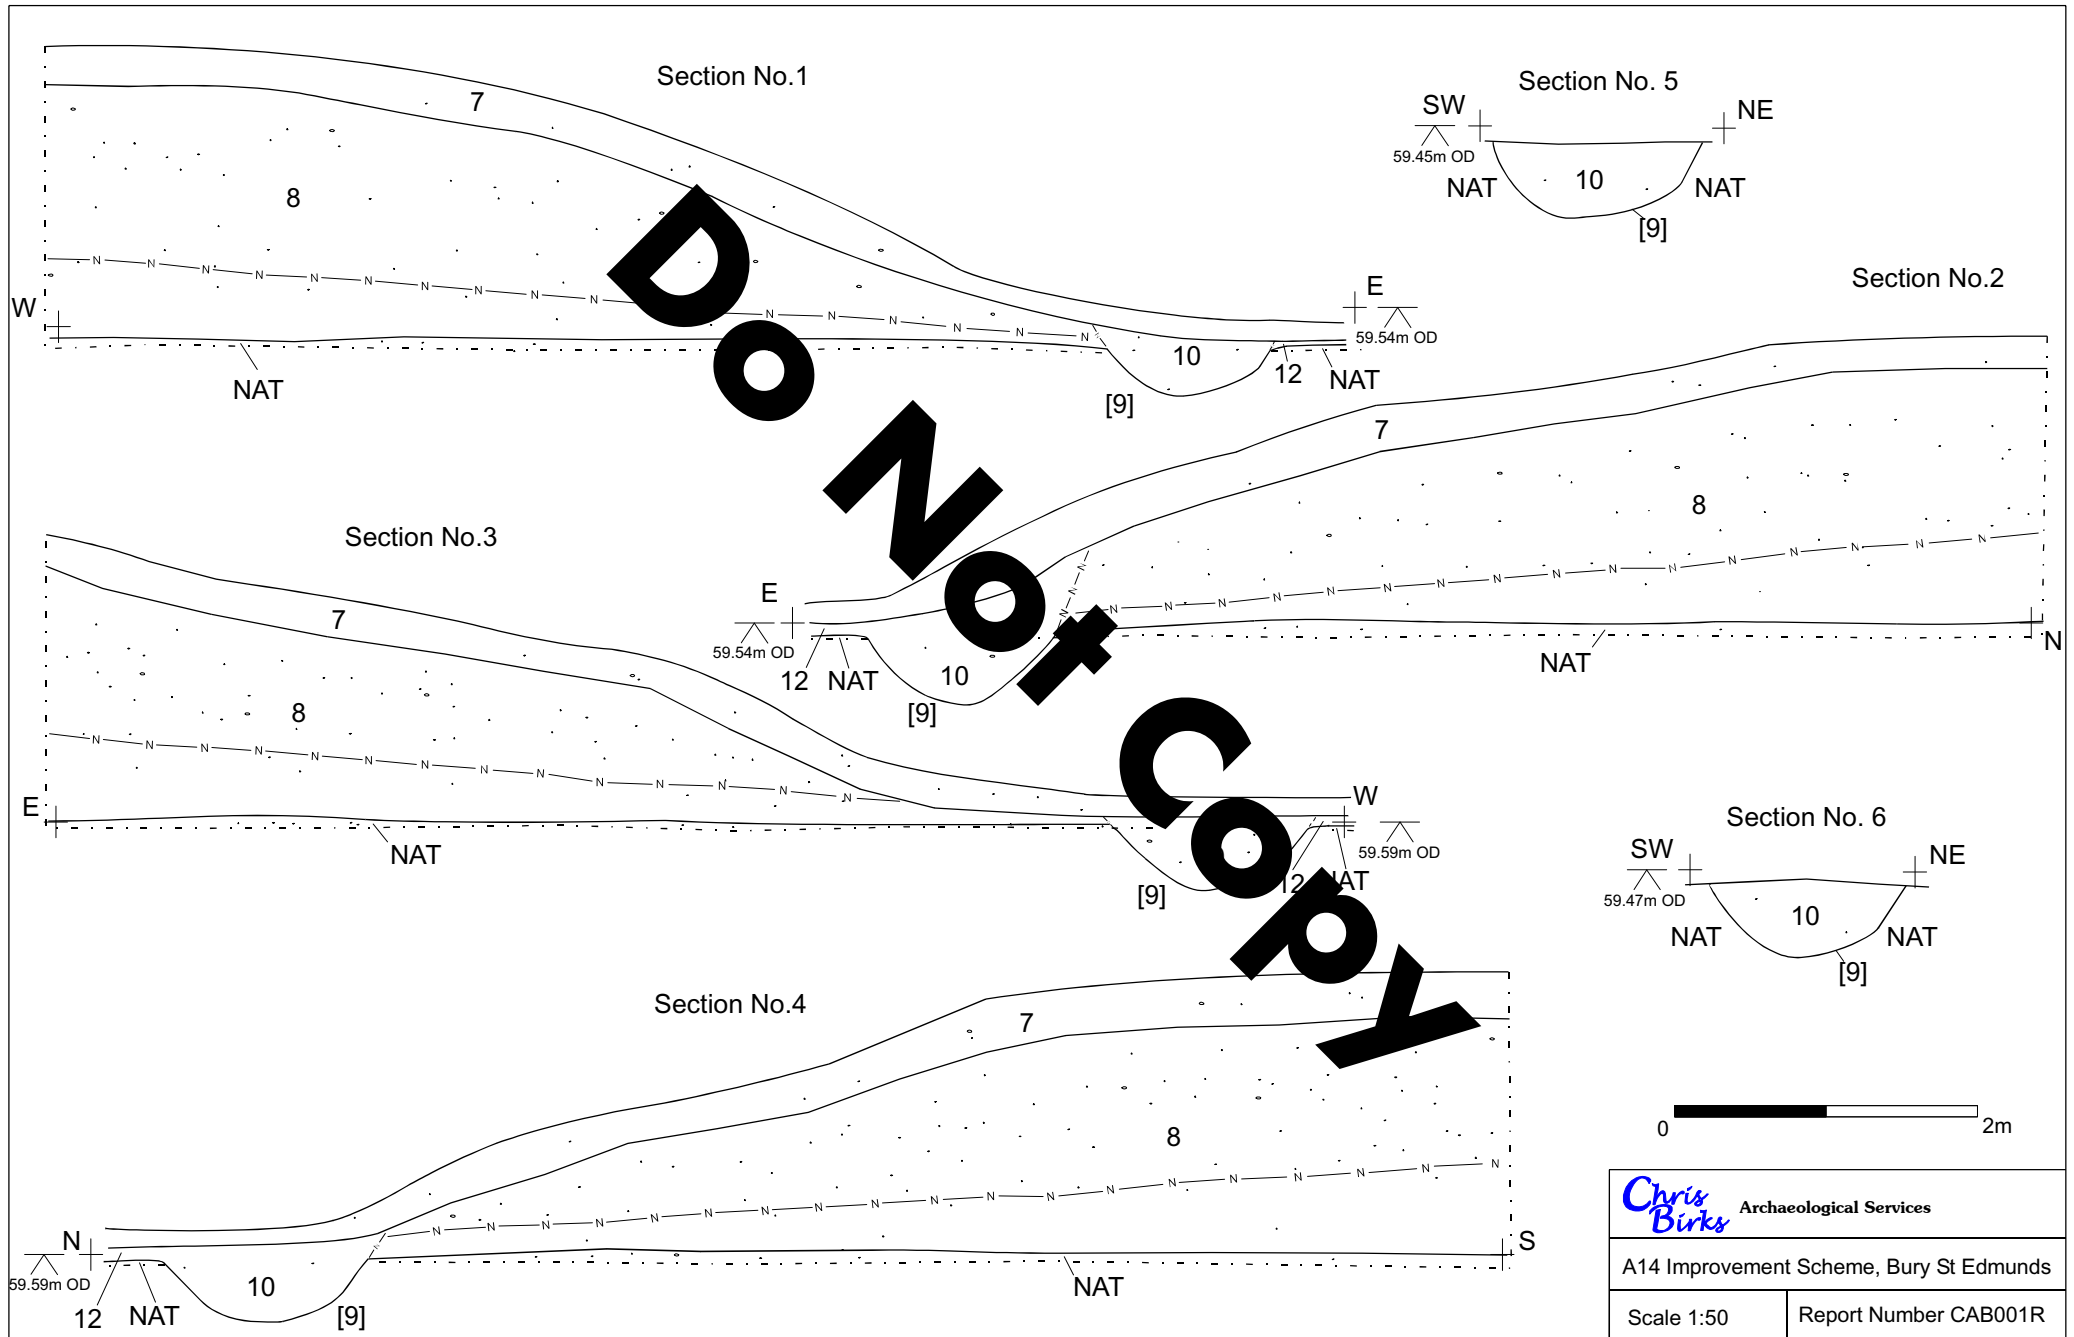 Section No.1
7
8
W
NAT
E
59.54m OD
10
12
NAT
[9]
Section No. 5
SW
NE
59.45m OD
NAT
10
NAT
[9]
Section No.2
7
8
E
59.54m OD
12
NAT
10
[9]
NAT
N
Section No.3
7
8
E
NAT
W
59.59m OD
[9]
12
NAT
Section No. 6
SW
NE
59.47m OD
NAT
10
NAT
[9]
Section No.4
7
8
N
59.59m OD
12
NAT
10
[9]
NAT
S
Do Not Copy
0
2m
Chris Birks Archaeological Services
A14 Improvement Scheme, Bury St Edmunds
Scale 1:50
Report Number CAB001R